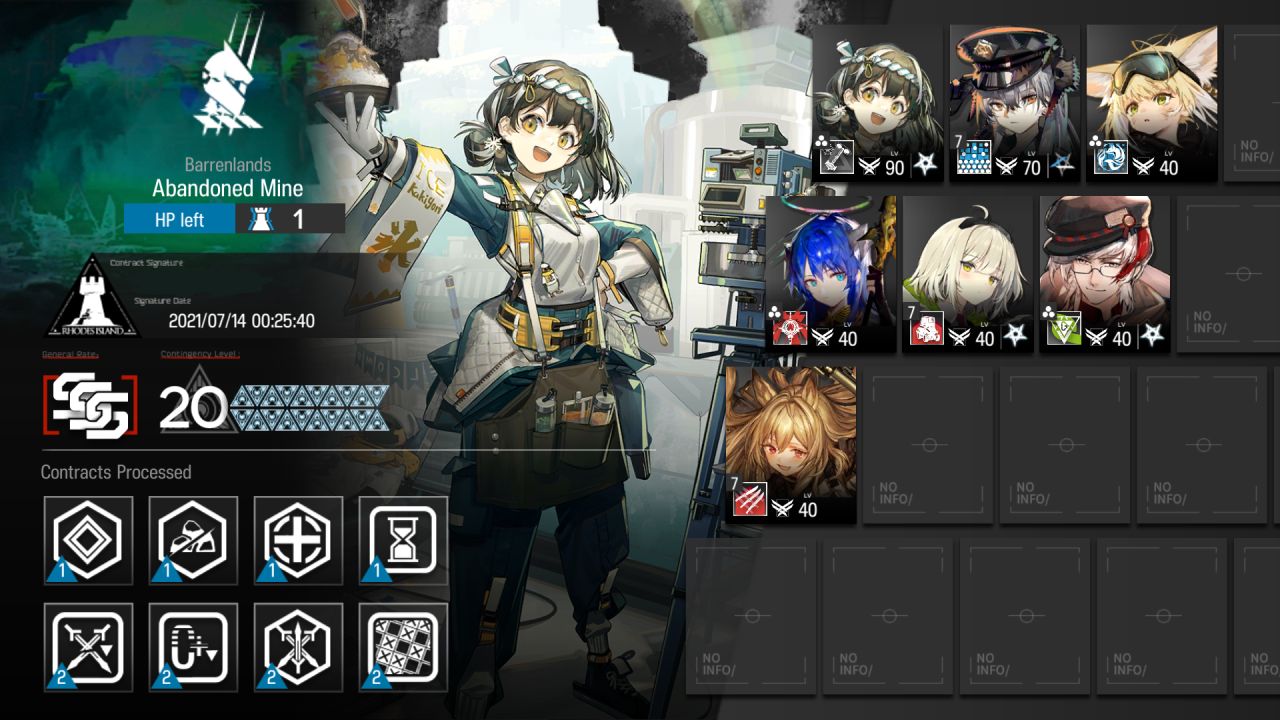 Barrenlands
Abandoned Mine
HP left 1
Contract Signature
Signature Date
2021/07/14 00:25:40
RHODES ISLAND
General Rate:
Contingency Level:
20
Contracts Processed
1
1
1
1
2
2
2
2
ICE
Kakigori
LV
90
7
LV
70
LV
40
NO
INFO/
LV
40
7
LV
40
LV
40
NO
INFO/
7
LV
40
NO
INFO/
NO
INFO/
NO
INFO/
NO
INFO/
NO
INFO/
NO
INFO/
NO
INFO/
NO
INFO